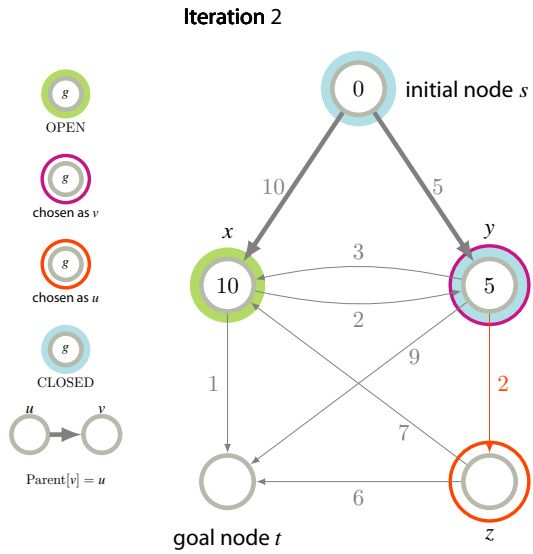 Iteration 2
g
OPEN
g
chosen as v
g
chosen as u
g
CLOSED
u v
Parent[v] = u
0 initial node s
10 5
x y
3
10 5
2
9
1 2
7
6
goal node t z